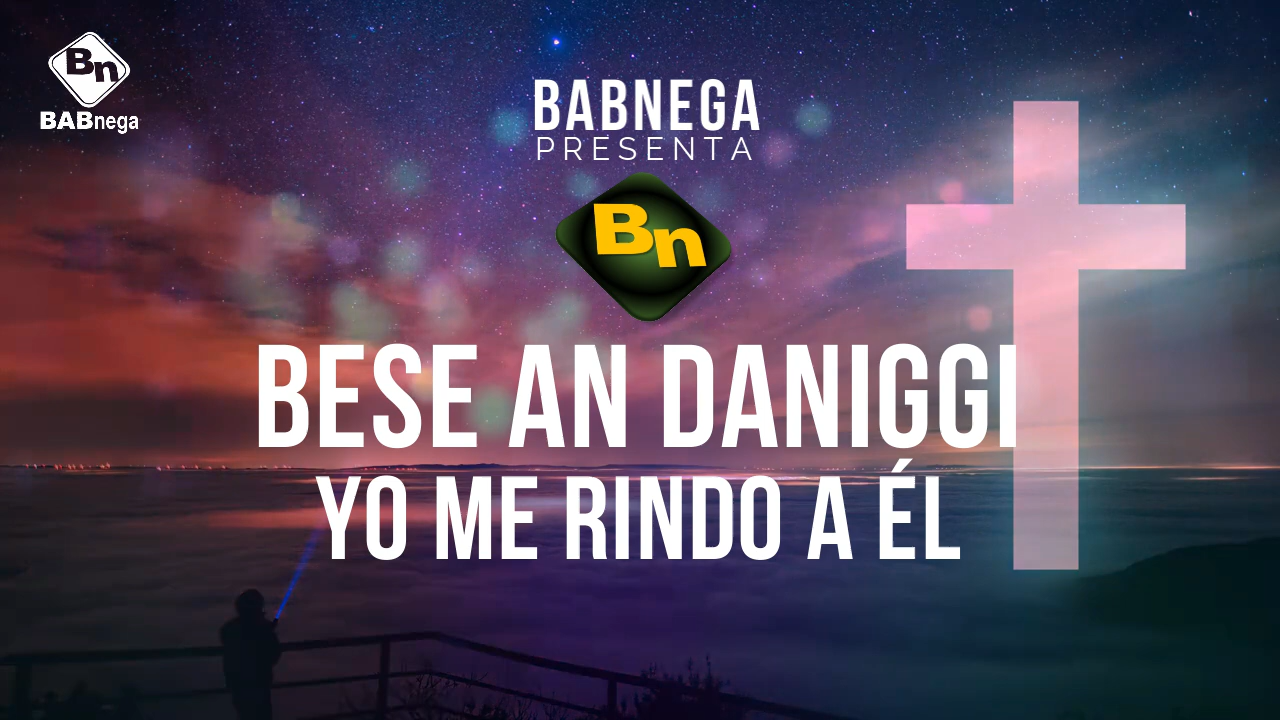 Bn
BABnega
BABNEGA
PRESENTA
Bn
BESE AN DANIGGI
YO ME RINDO A ÉL